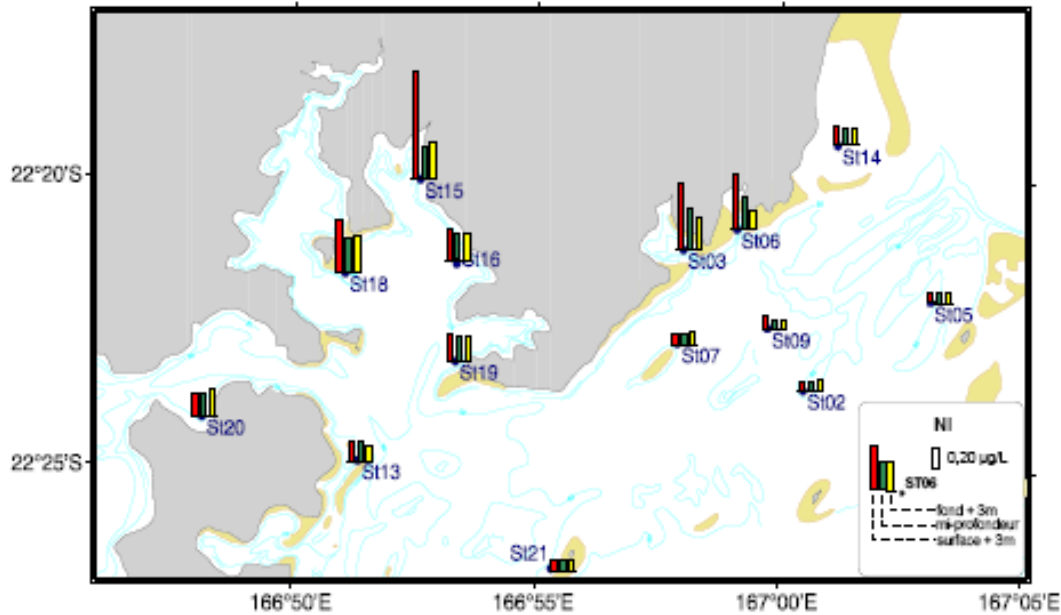 22°20'S
22°25'S
St14
St15
St06
St16
St03
St18
St05
St09
St07
St19
St02
St20
St13
St21
NI
0,20 µg/L
ST06
fond + 3m
mi-profondeur
surface + 3m
166°50'E
166°55'E
167°00'E
167°05'E